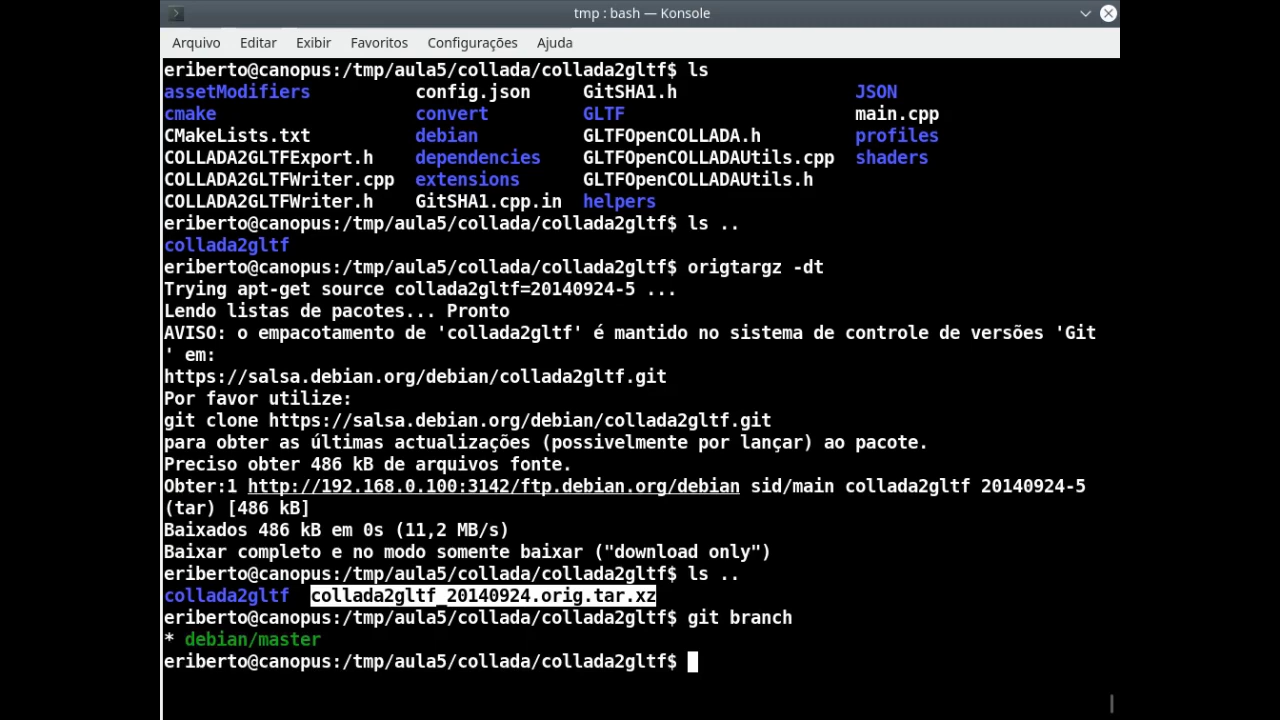 tmp : bash — Konsole
Arquivo Editar Exibir Favoritos Configurações Ajuda
eriberto@canopus:/tmp/aula5/collada/collada2gltf$ ls
assetModifiers config.json GitSHA1.h JSON
cmake convert GLTF main.cpp
CMakeLists.txt debian GLTFOpenCOLLADA.h profiles
COLLADA2GLTFExport.h dependencies GLTFOpenCOLLADAUtils.cpp shaders
COLLADA2GLTFWriter.cpp extensions GLTFOpenCOLLADAUtils.h
COLLADA2GLTFWriter.h GitSHA1.cpp.in helpers
eriberto@canopus:/tmp/aula5/collada/collada2gltf$ ls ..
collada2gltf
eriberto@canopus:/tmp/aula5/collada/collada2gltf$ origtargz -dt
Trying apt-get source collada2gltf=20140924-5 ...
Lendo listas de pacotes... Pronto
AVISO: o empacotamento de 'collada2gltf' é mantido no sistema de controle de versões 'Git
' em:
https://salsa.debian.org/debian/collada2gltf.git
Por favor utilize:
git clone https://salsa.debian.org/debian/collada2gltf.git
para obter as últimas actualizações (possivelmente por lançar) ao pacote.
Preciso obter 486 kB de arquivos fonte.
Obter:1 http://192.168.0.100:3142/ftp.debian.org/debian sid/main collada2gltf 20140924-5
(tar) [486 kB]
Baixados 486 kB em 0s (11,2 MB/s)
Baixar completo e no modo somente baixar ("download only")
eriberto@canopus:/tmp/aula5/collada/collada2gltf$ ls ..
collada2gltf collada2gltf_20140924.orig.tar.xz
eriberto@canopus:/tmp/aula5/collada/collada2gltf$ git branch
* debian/master
eriberto@canopus:/tmp/aula5/collada/collada2gltf$